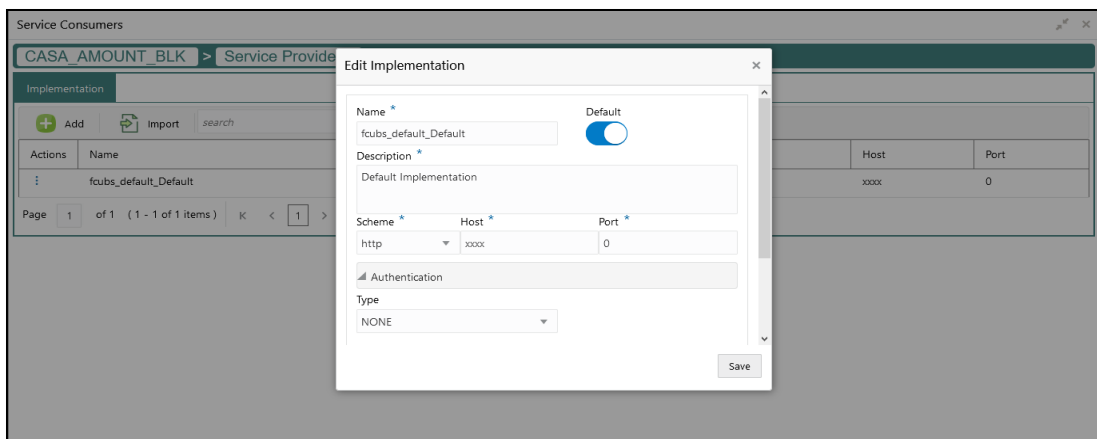 Service Consumers
CASA_AMOUNT_BLK > Service Provide
Implementation
Add Import search
Actions Name Host Port
fcubs_default_Default xxxx 0
Page 1 of 1 (1 - 1 of 1 items) K < 1 >
Edit Implementation ×
Name * Default
fcubs_default_Default
Description *
Default Implementation
Scheme * Host * Port *
http xxxx 0
Authentication
Type
NONE
Save